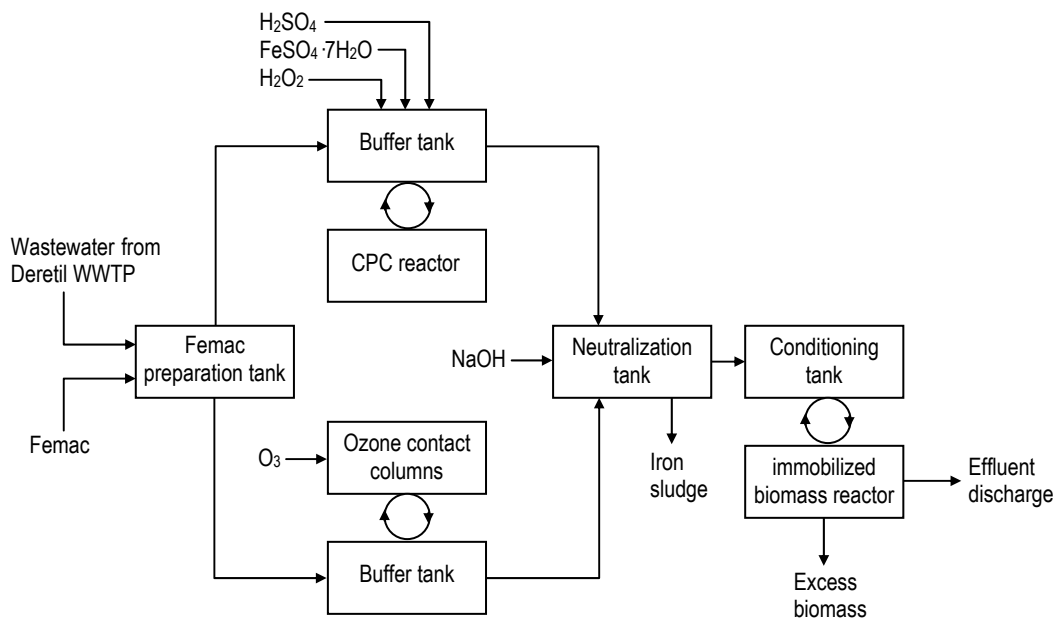 H₂SO₄
FeSO₄·7H₂O
H₂O₂
Buffer tank
CPC reactor
Wastewater from
Deretil WWTP
Femac
preparation tank
Femac
NaOH
Neutralization
tank
Conditioning
tank
O₃
Ozone contact
columns
Buffer tank
Iron
sludge
immobilized
biomass reactor
Effluent
discharge
Excess
biomass